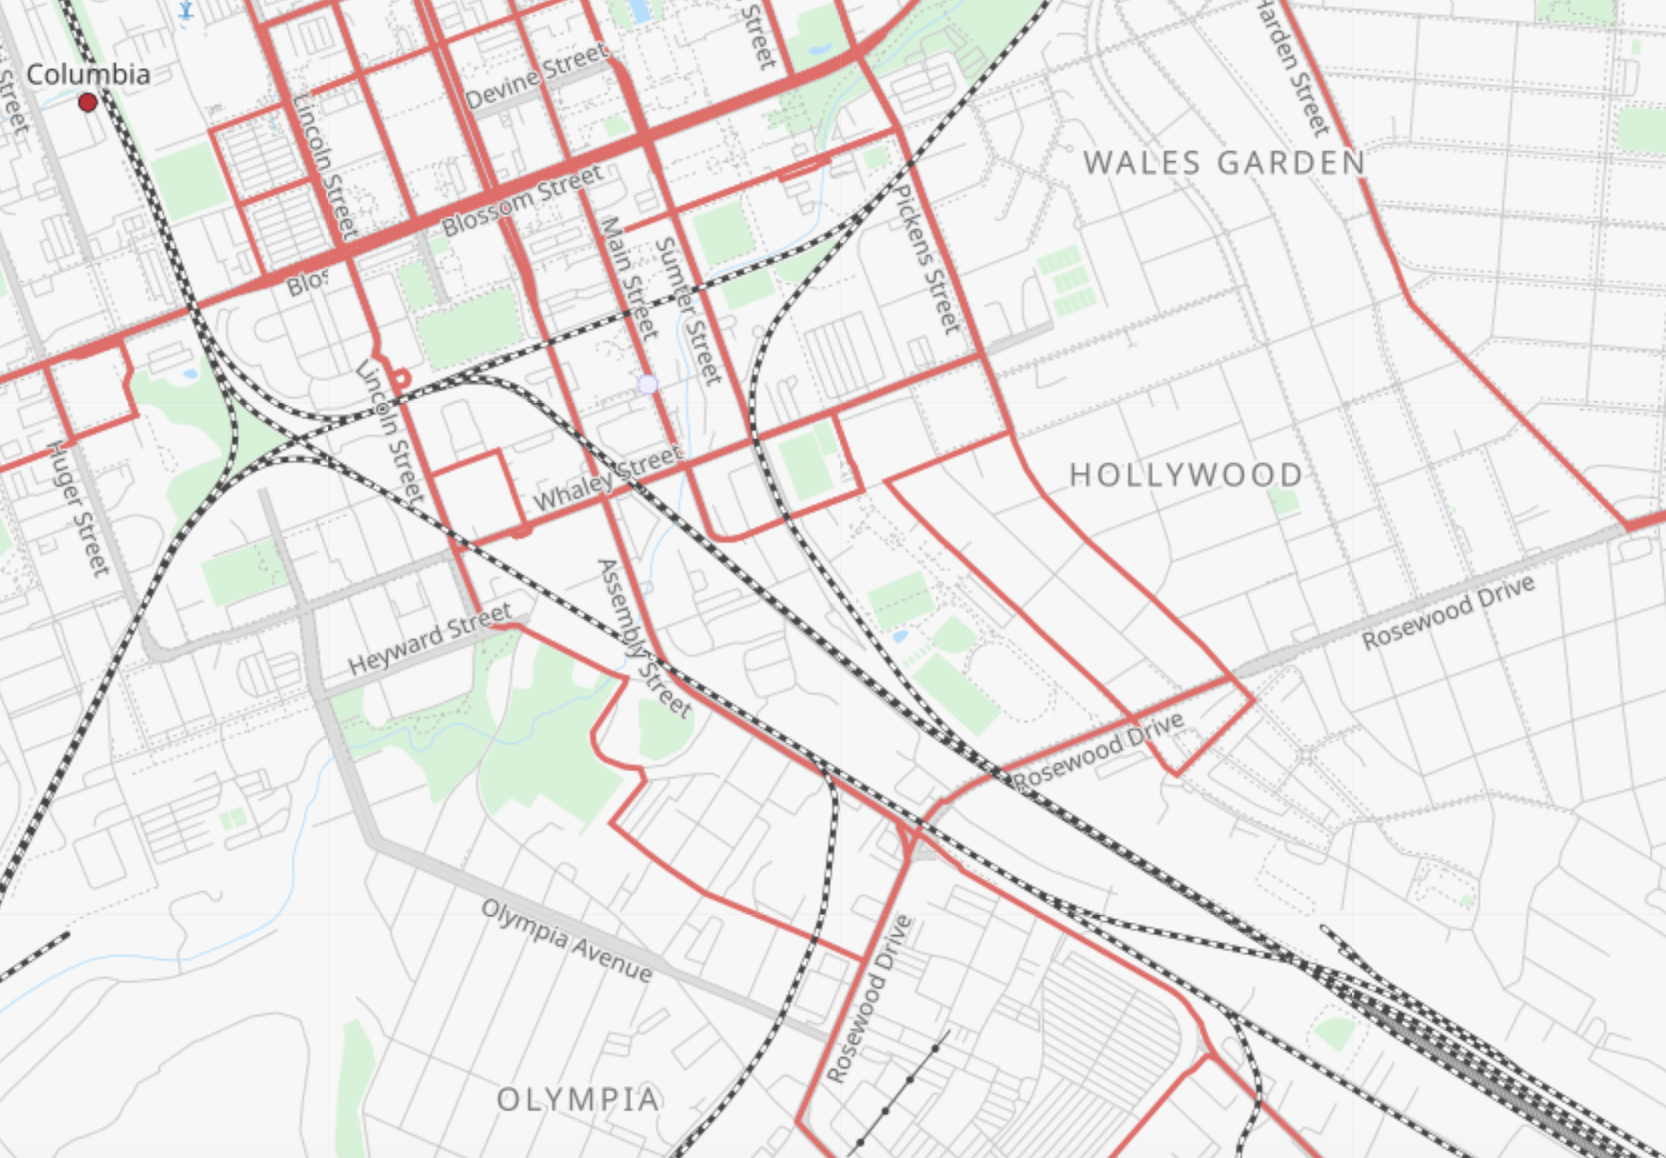 Street
Columbia
Devine Street
Harden Street
Lincoln Street
WALES GARDEN
Blossom Street
Blos
Main Street
Sumter Street
Pickens Street
Lincoln Street
Huger Street
Whaley Street
HOLLYWOOD
Assembly Street
Heyward Street
Rosewood Drive
Rosewood Drive
Olympia Avenue
Rosewood Drive
OLYMPIA